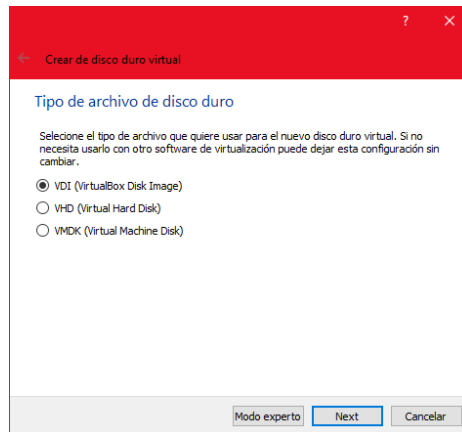 ?
Crear de disco duro virtual
Tipo de archivo de disco duro
Selecione el tipo de archivo que quiere usar para el nuevo disco duro virtual. Si no
necesita usarlo con otro software de virtualización puede dejar esta configuración sin
cambiar.
VDI (VirtualBox Disk Image)
VHD (Virtual Hard Disk)
VMDK (Virtual Machine Disk)
Modo experto Next Cancelar